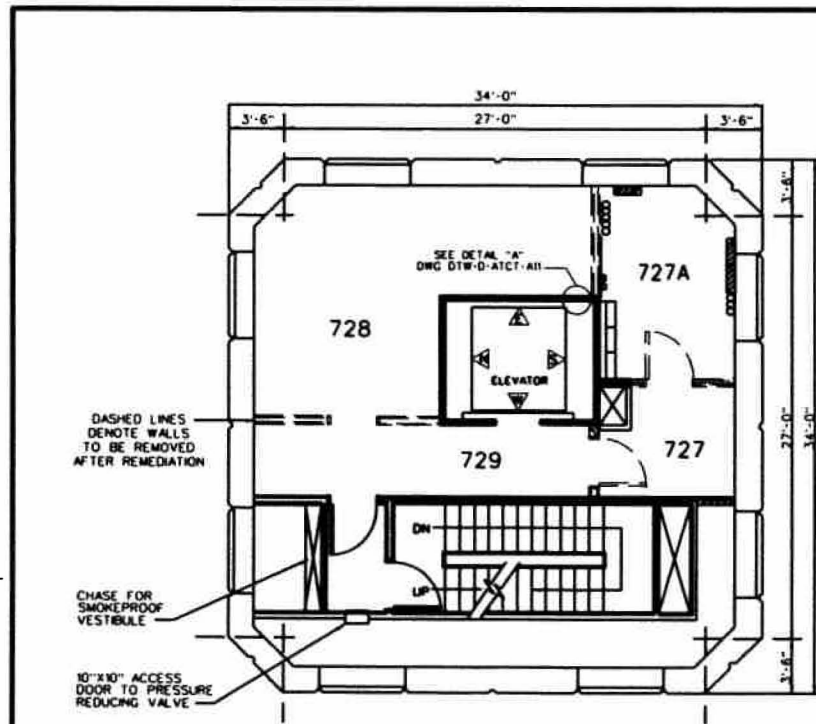 34'-0"
3'-6"
27'-0"
3'-6"
3'-6"
SEE DETAIL "A"
DWG DTW-D-ATCT-A11
727A
728
ELEVATOR
DASHED LINES
DENOTE WALLS
TO BE REMOVED
AFTER REMEDIATION
729
727
27'-0"
34'-0"
DN
UP
CHASE FOR
SMOKEPROOF
VESTIBULE
10"X10" ACCESS
DOOR TO PRESSURE
REDUCING VALVE
3'-6"